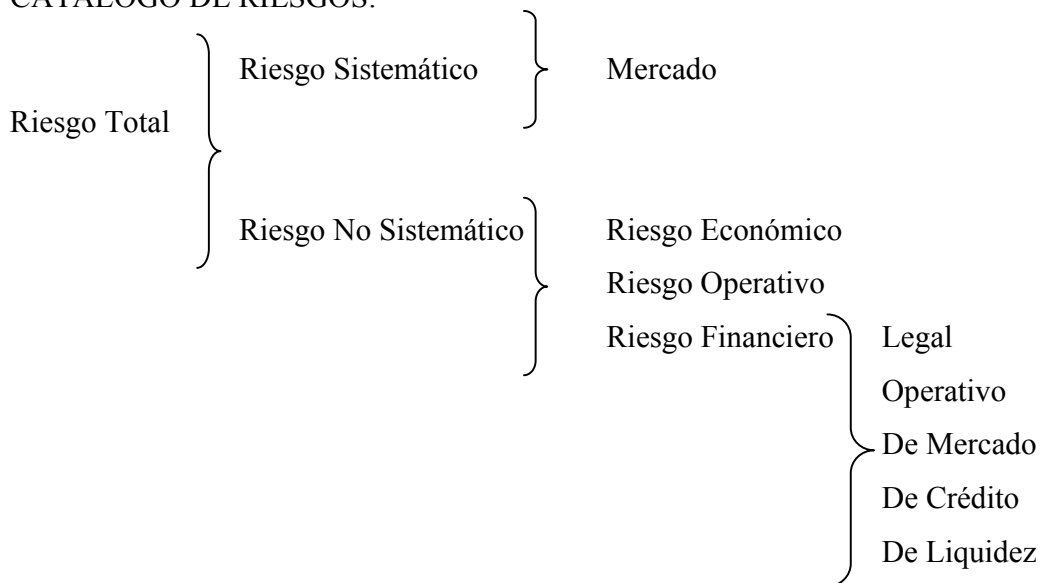 CATÁLOGO DE RIESGOS:
Riesgo Sistemático Mercado
Riesgo Total
Riesgo No Sistemático Riesgo Económico
Riesgo Operativo
Riesgo Financiero Legal
Operativo
De Mercado
De Crédito
De Liquidez